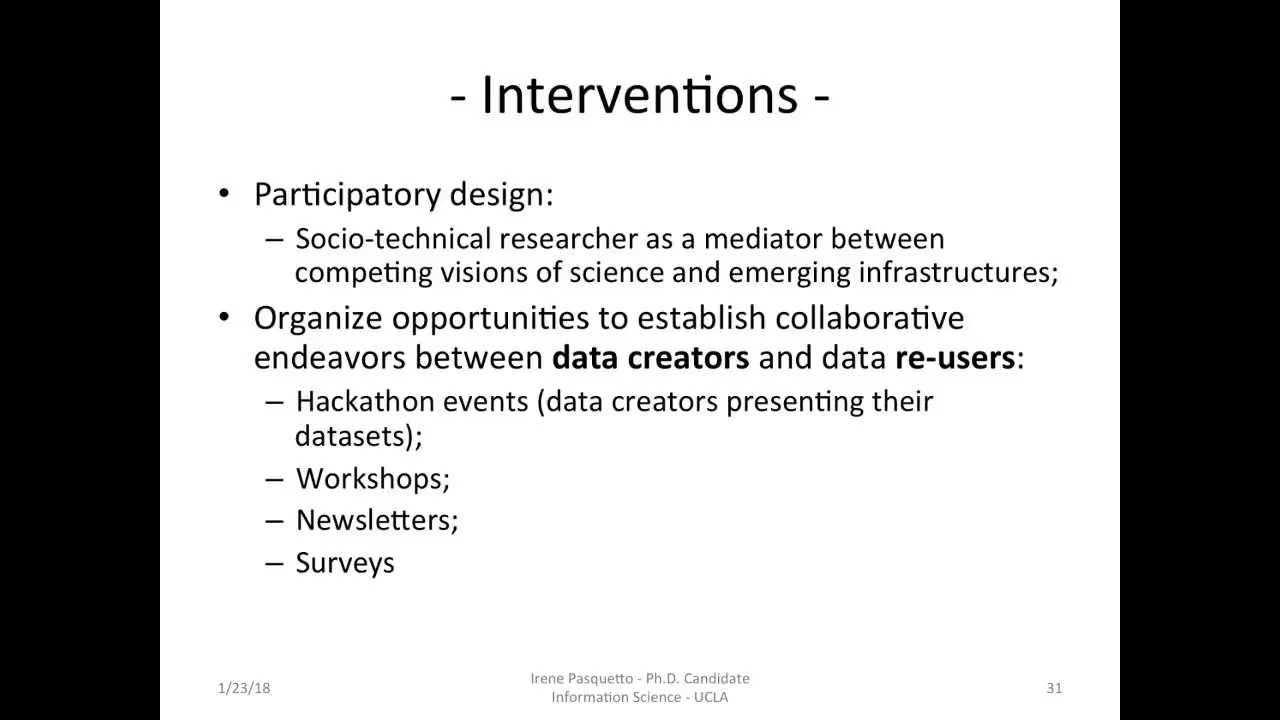 - Interventions -
• Participatory design:
– Socio-technical researcher as a mediator between
competing visions of science and emerging infrastructures;
• Organize opportunities to establish collaborative
endeavors between data creators and data re-users:
– Hackathon events (data creators presenting their
datasets);
– Workshops;
– Newsletters;
– Surveys
1/23/18
Irene Pasquetto - Ph.D. Candidate
Information Science - UCLA
31